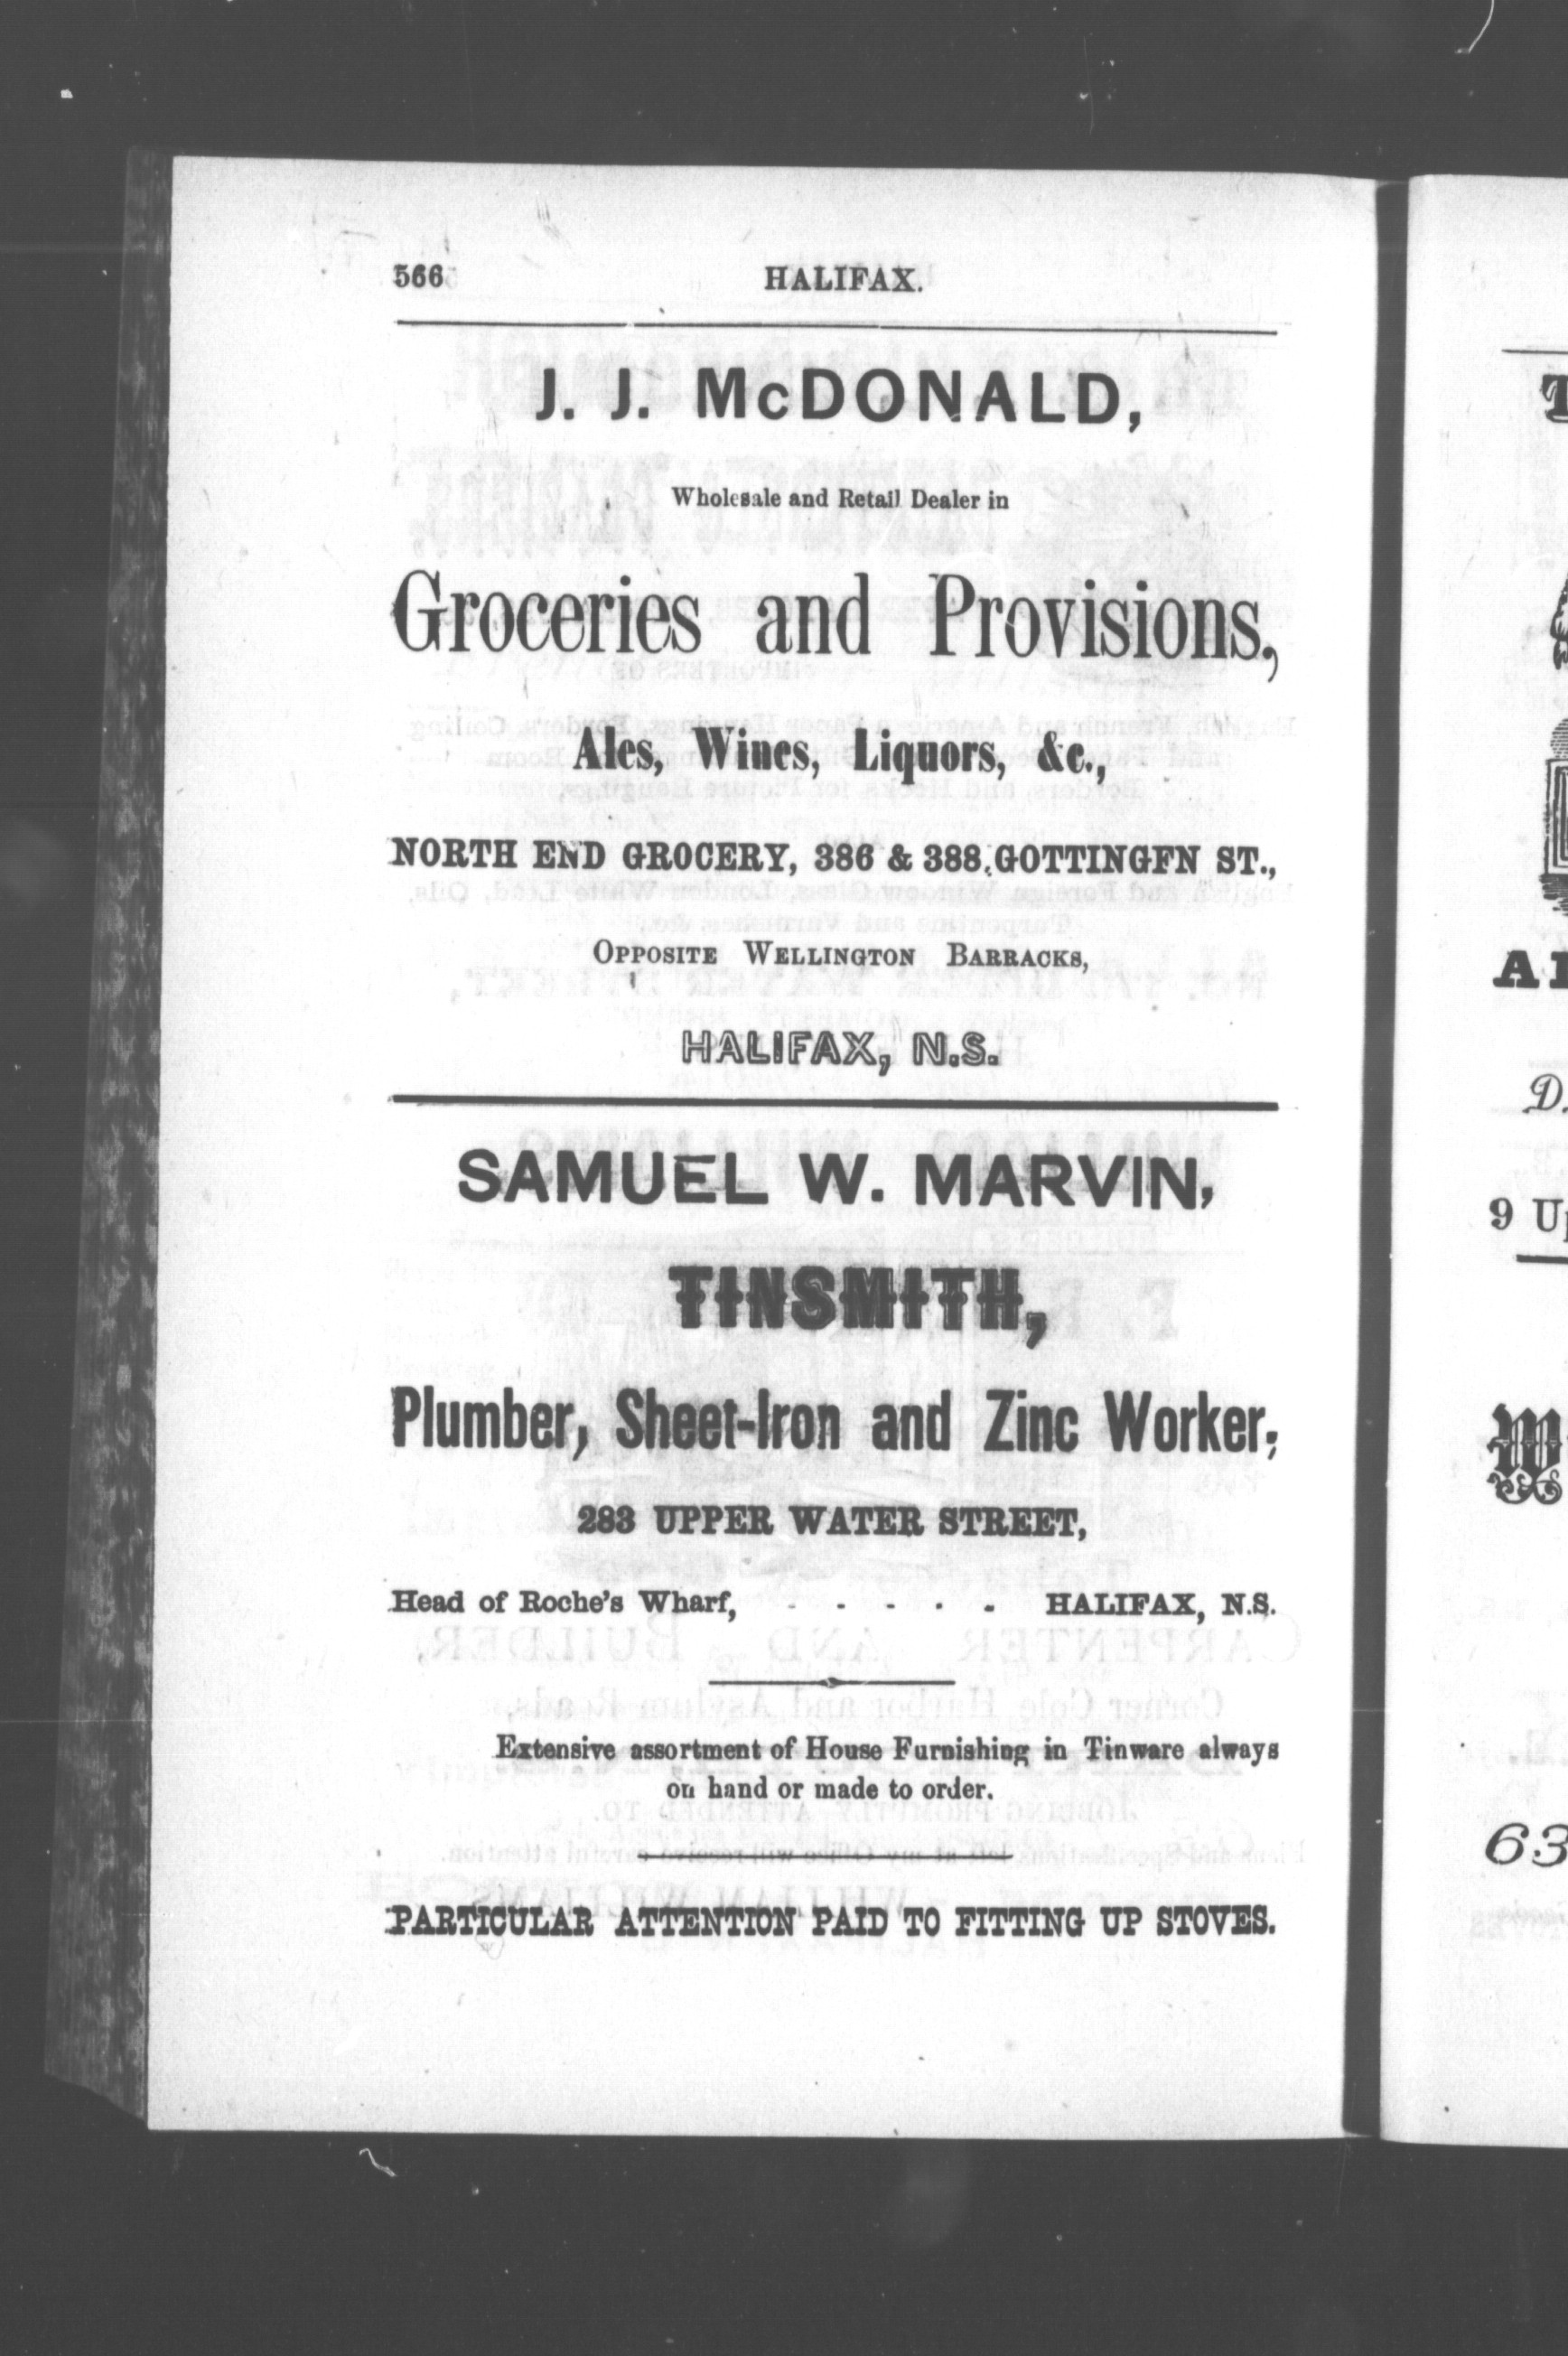 566 HALIFAX.
J. J. McDONALD,
Wholesale and Retail Dealer in
Groceries and Provisions,
Ales, Wines, Liquors, &c.,
NORTH END GROCERY, 386 & 388 GOTTINGFN ST.,
OPPOSITE WELLINGTON BARRACKS,
HALIFAX, N.S.
SAMUEL W. MARVIN,
TINSMITH,
Plumber, Sheet-Iron and Zinc Worker,
283 UPPER WATER STREET,
Head of Roche's Wharf, - - - - - HALIFAX, N.S.
Extensive assortment of House Furnishing in Tinware always
on hand or made to order.
PARTICULAR ATTENTION PAID TO FITTING UP STOVES.
9
63